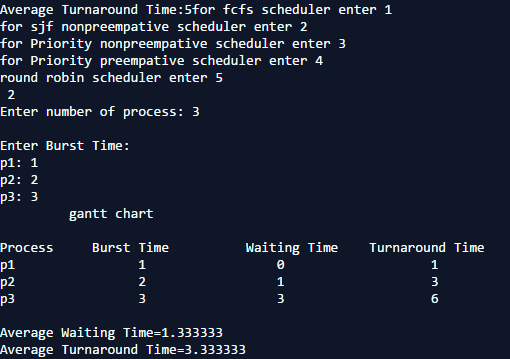 Average Turnaround Time:5for fcfs scheduler enter 1
for sjf nonpreempative scheduler enter 2
for Priority nonpreempative scheduler enter 3
for Priority preempative scheduler enter 4
round robin scheduler enter 5
2
Enter number of process: 3
Enter Burst Time:
p1: 1
p2: 2
p3: 3
gantt chart
Process Burst Time Waiting Time Turnaround Time
p1 1 0 1
p2 2 1 3
p3 3 3 6
Average Waiting Time=1.333333
Average Turnaround Time=3.333333